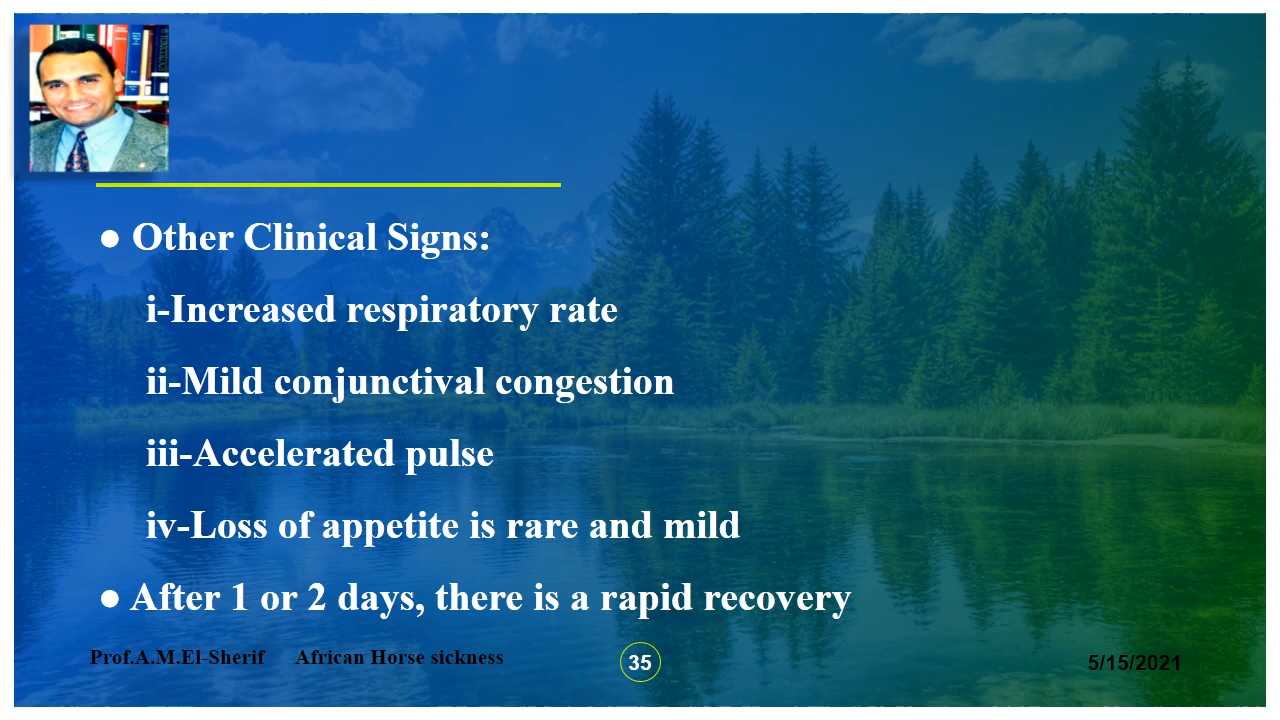 ● Other Clinical Signs:
i-Increased respiratory rate
ii-Mild conjunctival congestion
iii-Accelerated pulse
iv-Loss of appetite is rare and mild
● After 1 or 2 days, there is a rapid recovery
Prof.A.M.El-Sherif African Horse sickness 35 5/15/2021